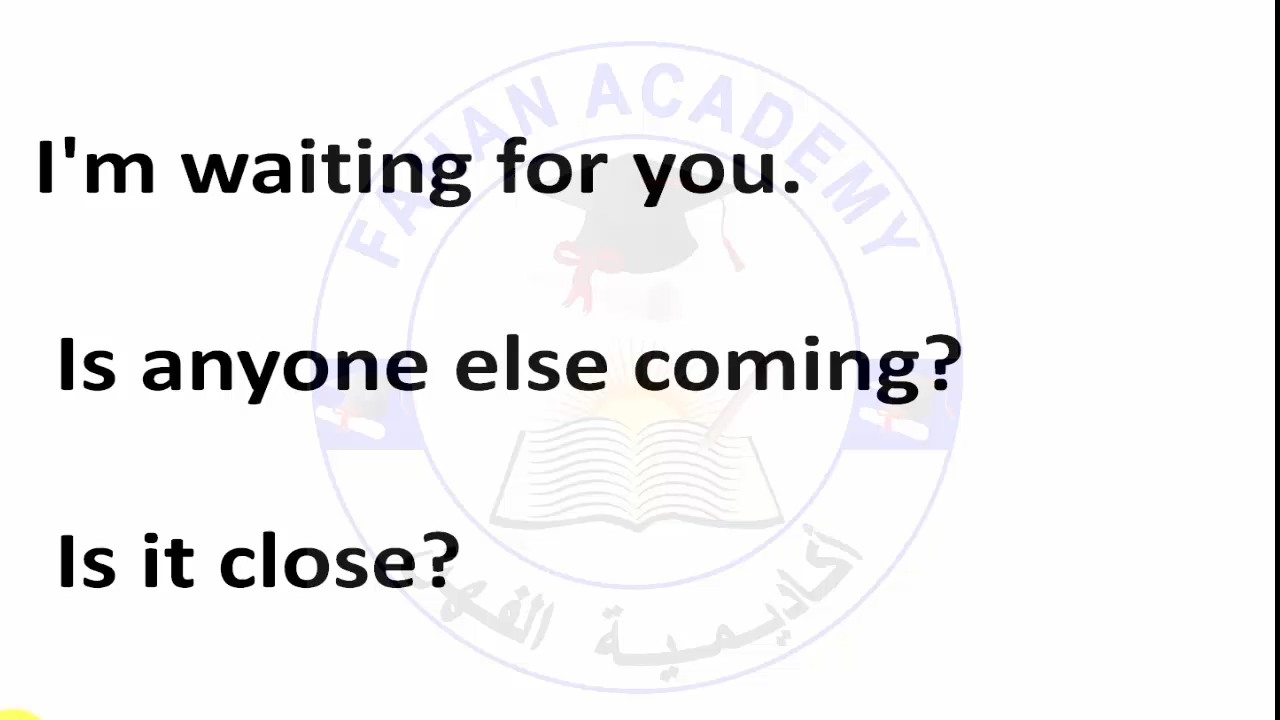 ACADEMY
I'm waiting for you.
Is anyone else coming?
Is it close?
أكاديمية